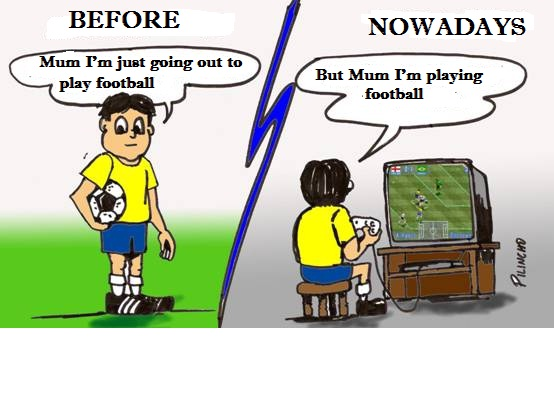 BEFORE
Mum I'm just going out to
play football
NOWADAYS
But Mum I'm playing
football
PILINCHO